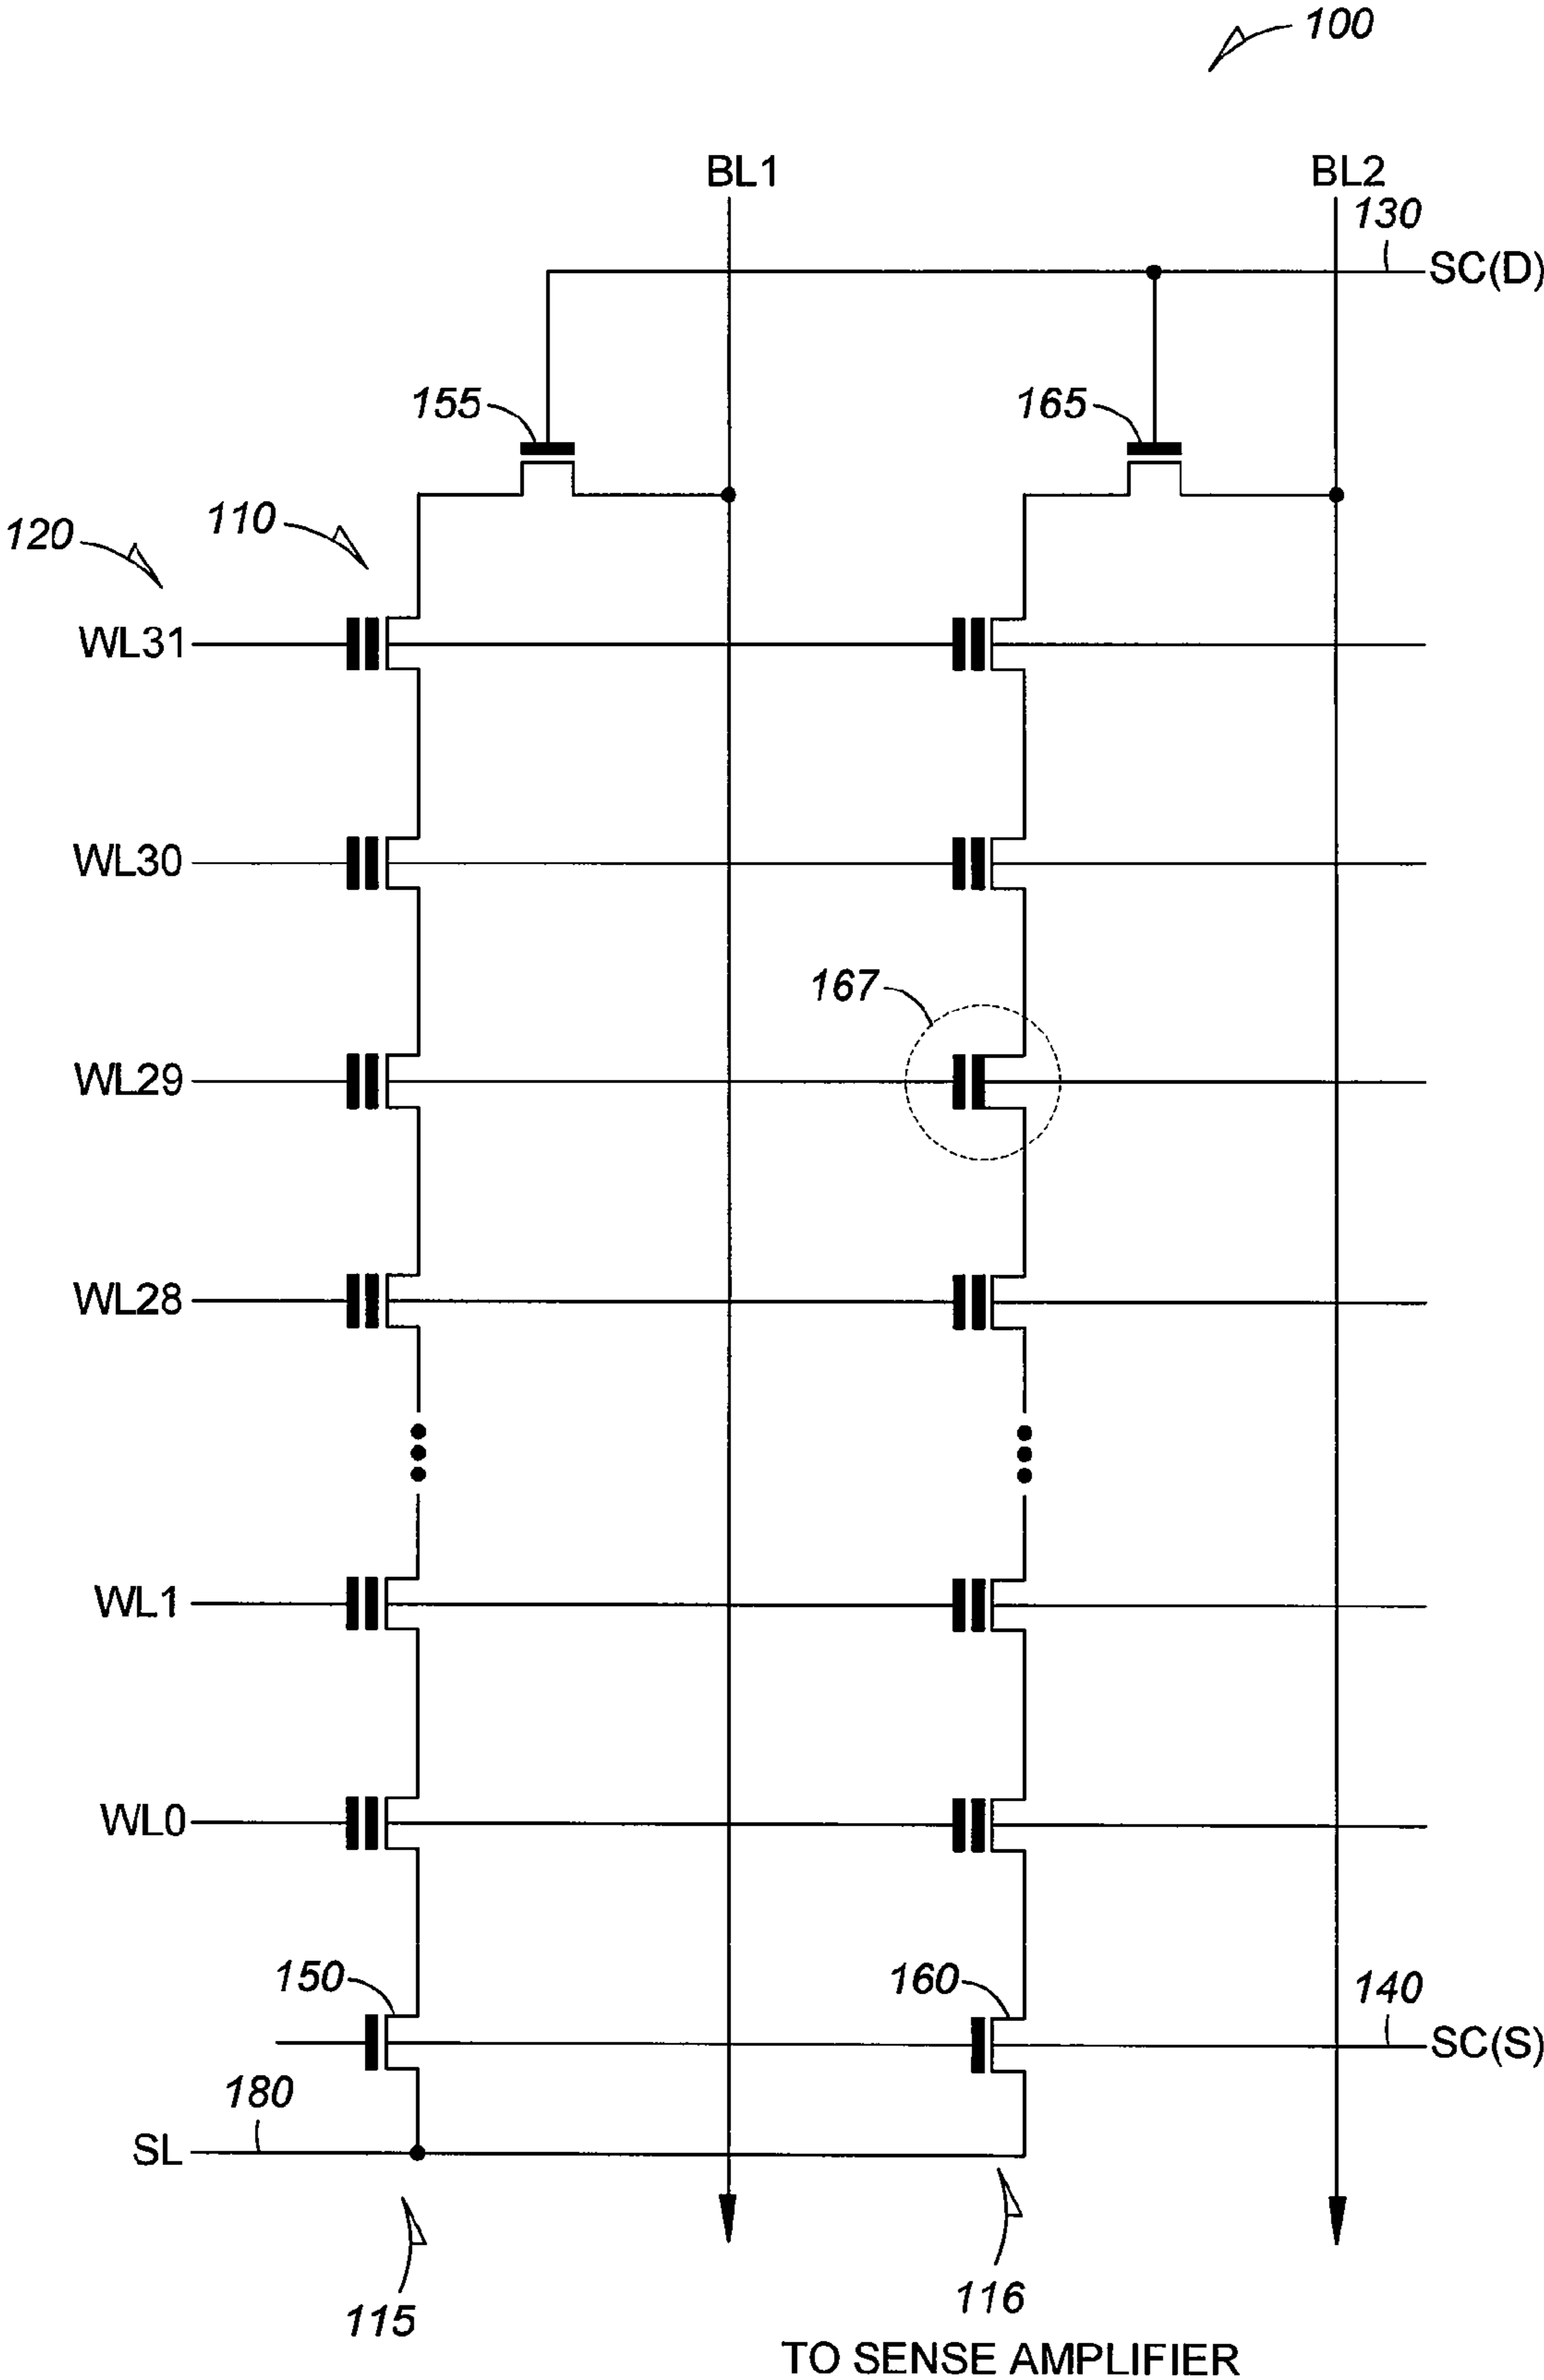 100
BL1
BL2
130
SC(D)
155
165
120
110
WL31
WL30
167
WL29
WL28
WL1
WL0
150
160
140
SC(S)
180
SL
115
116
TO SENSE AMPLIFIER